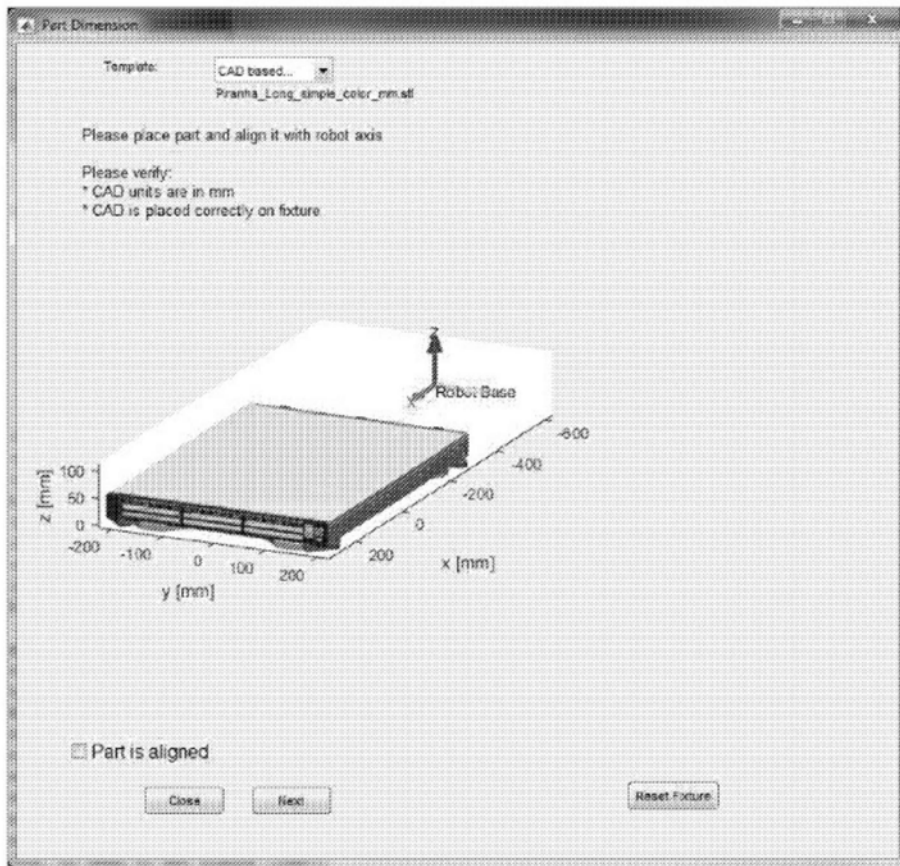 Part Dimension
Template:
CAD based...
Piranha_Long_simple_color_mm.stl
Please place part and align it with robot axis
Please verify:
* CAD units are in mm
* CAD is placed correctly on fixture
Z
X
Robot Base
-600
-400
-200
0
200
x [mm]
100
50
0
z [mm]
-200
-100
0
100
200
y [mm]
Part is aligned
Close
Next
Reset Fixture